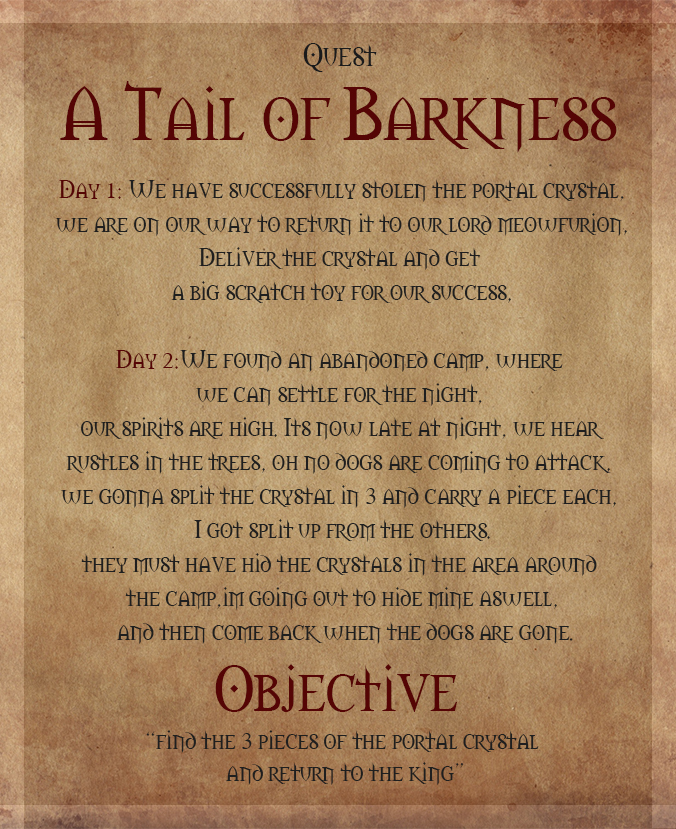 Quest
A Tail of Barkness
Day 1: We have successfully stolen the portal crystal,
we are on our way to return it to our lord Meowfurion,
Deliver the crystal and get
a big scratch toy for our success,
Day 2:We found an abandoned camp, where
we can settle for the night,
our spirits are high. Its now late at night, we hear
rustles in the trees, oh no dogs are coming to attack,
we gonna split the crystal in 3 and carry a piece each,
I got split up from the others,
they must have hid the crystals in the area around
the camp,im going out to hide mine aswell,
and then come back when the dogs are gone,
Objective
"find the 3 pieces of the portal crystal
and return to the king"